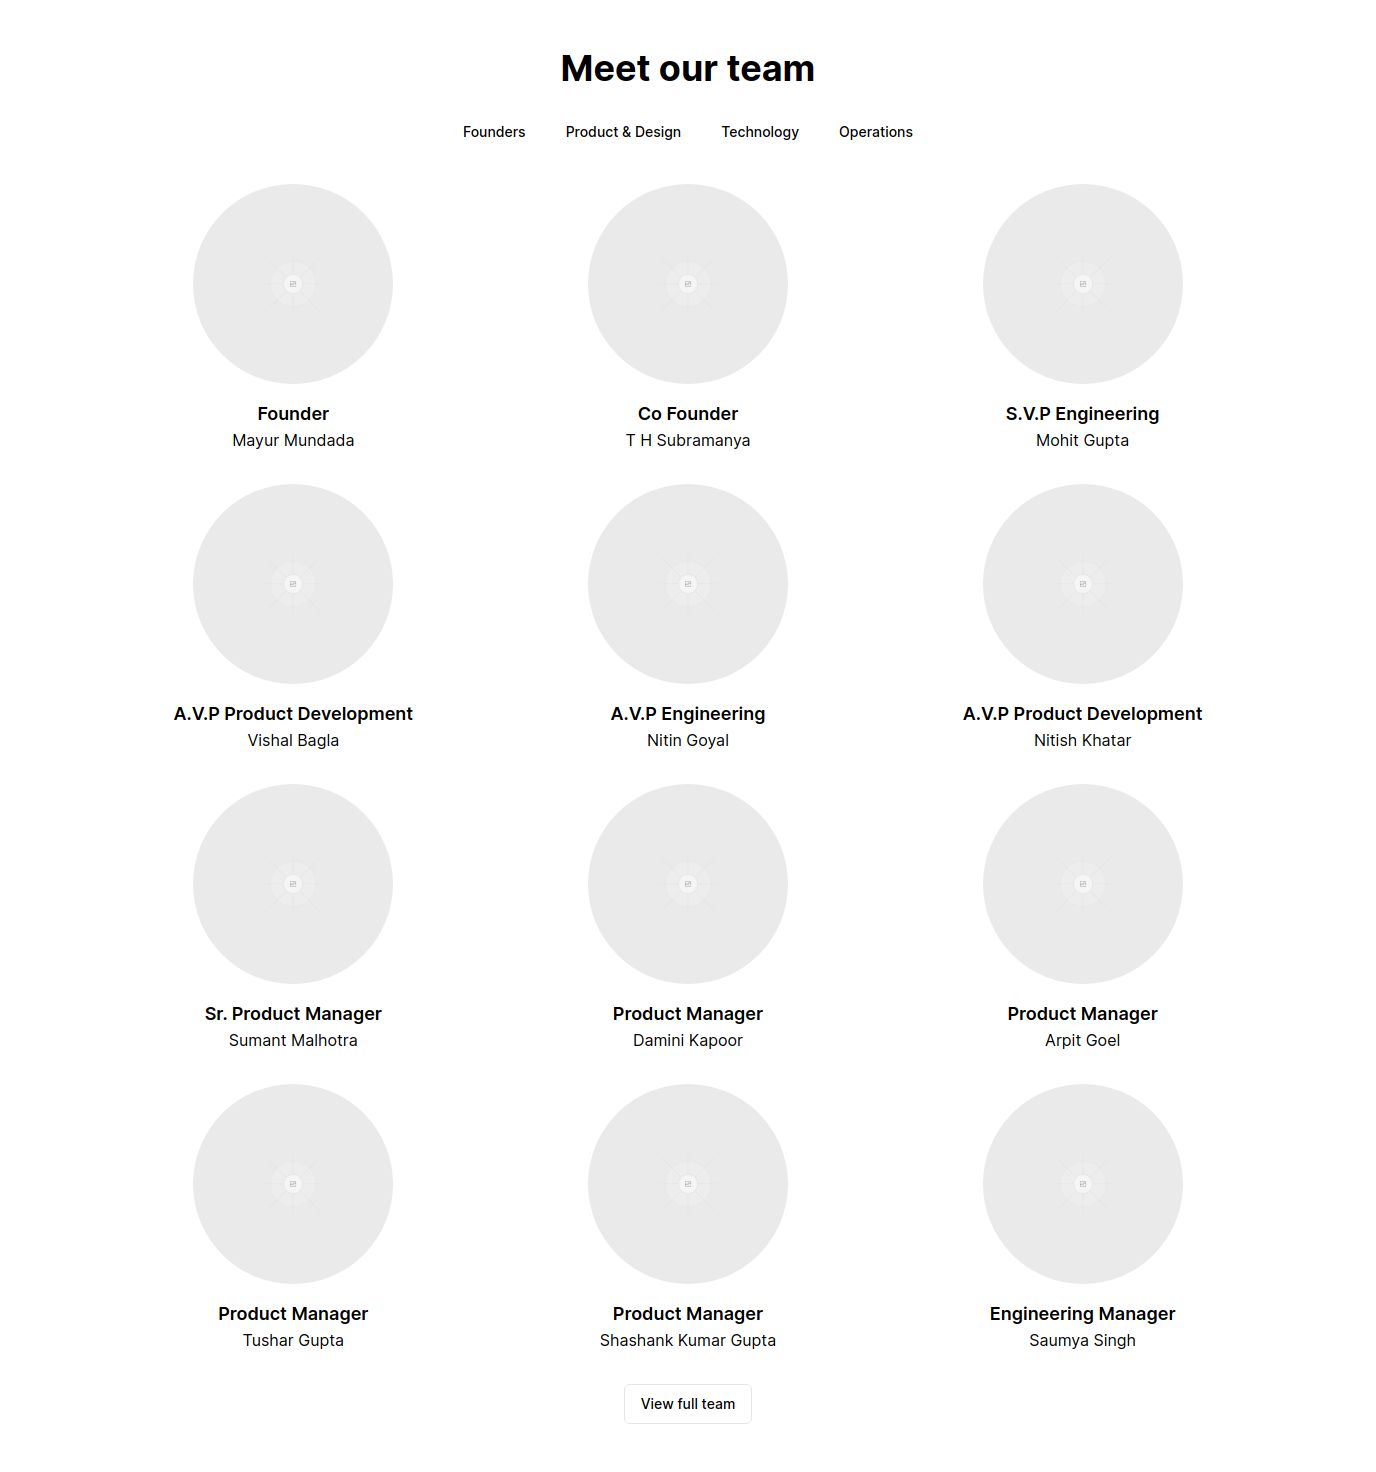 Meet our team
Founders Product & Design Technology Operations
Founder
Mayur Mundada
Co Founder
T H Subramanya
S.V.P Engineering
Mohit Gupta
A.V.P Product Development
Vishal Bagla
A.V.P Engineering
Nitin Goyal
A.V.P Product Development
Nitish Khatar
Sr. Product Manager
Sumant Malhotra
Product Manager
Damini Kapoor
Product Manager
Arpit Goel
Product Manager
Tushar Gupta
Product Manager
Shashank Kumar Gupta
Engineering Manager
Saumya Singh
View full team